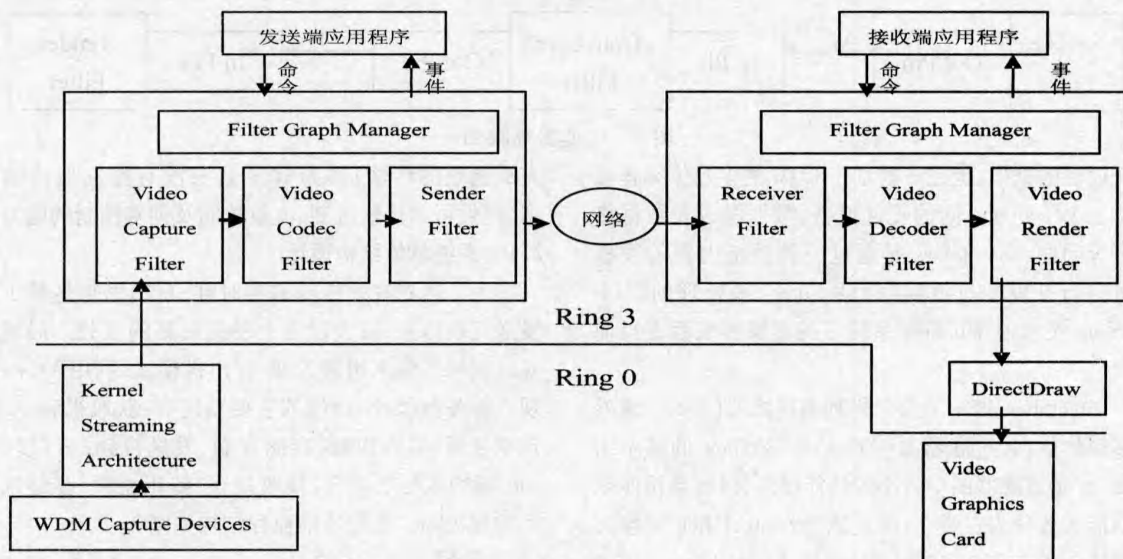 发送端应用程序
接收端应用程序
命令
事件
命令
事件
Filter Graph Manager
Filter Graph Manager
Video
Capture
Filter
Video
Codec
Filter
Sender
Filter
网络
Receiver
Filter
Video
Decoder
Filter
Video
Render
Filter
Ring 3
Ring 0
Kernel
Streaming
Architecture
WDM Capture Devices
DirectDraw
Video
Graphics
Card